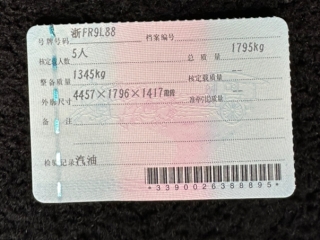 号牌号码 浙FR9L88 档案编号
核定载人数 5人 总质量 1795kg
整备质量 1345kg 核定载质量 --
外廓尺寸 4457×1796×1417mm 准牵引总质量 --
备注
检验记录 汽油
*3390026388895*